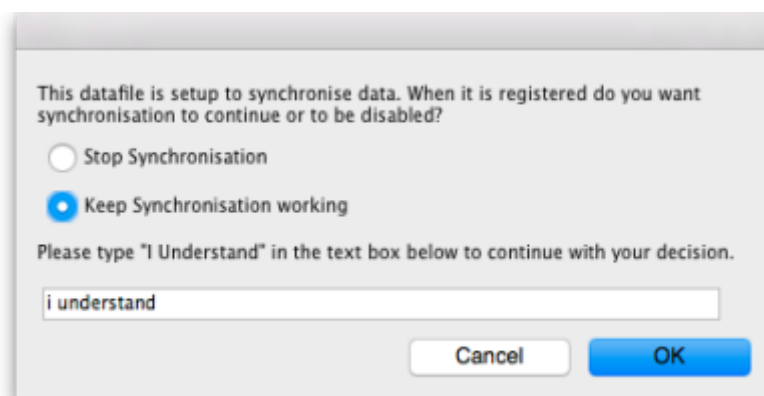 This datafile is setup to synchronise data. When it is registered do you want
synchronisation to continue or to be disabled?
Stop Synchronisation
Keep Synchronisation working
Please type "I Understand" in the text box below to continue with your decision.
i understand
Cancel OK